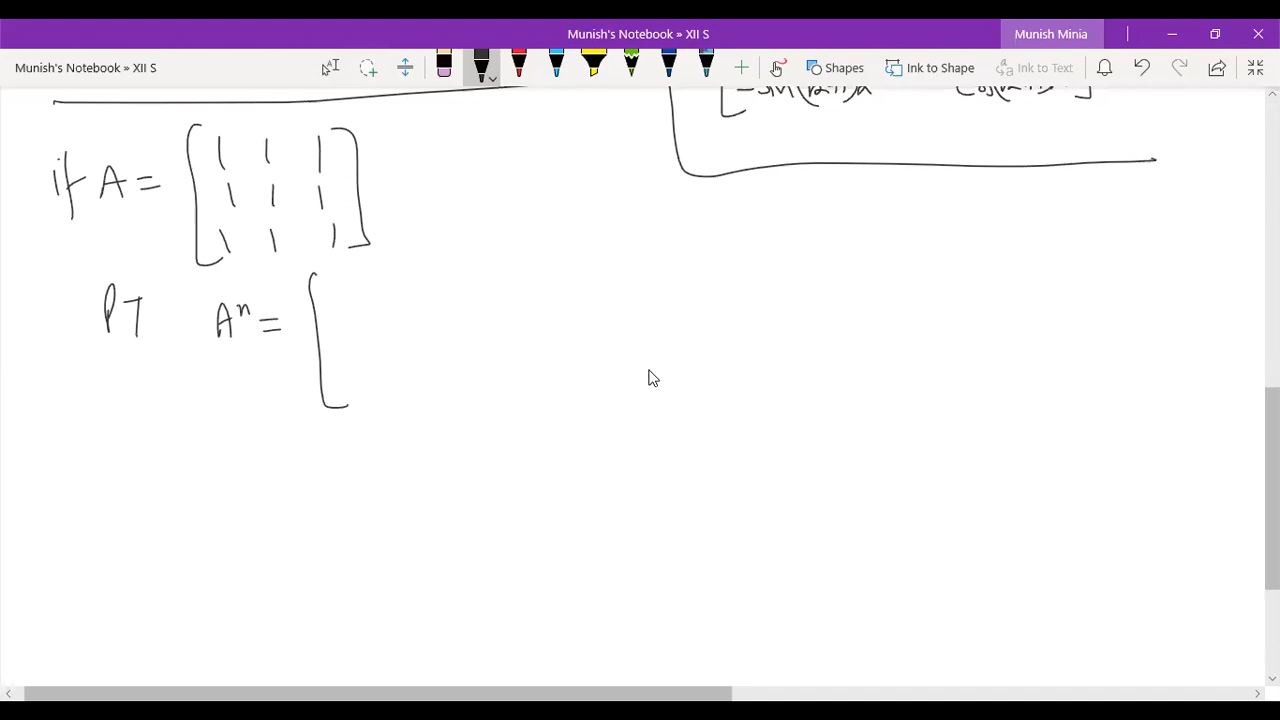 Munish's Notebook » XII S
Munish Minia
Munish's Notebook » XII S
Shapes
Ink to Shape
Ink to Text
if A = [ 1 1 1
1 1 1
1 1 1 ]
PT A^n = [